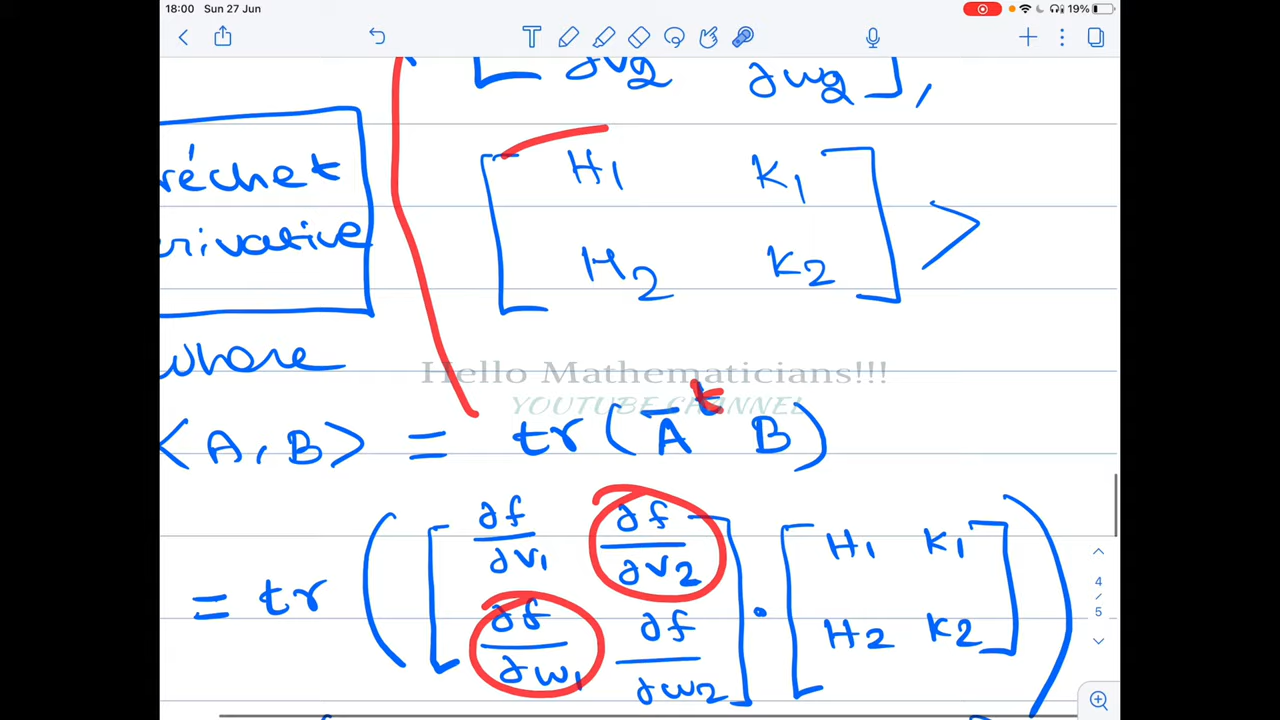 18:00 Sun 27 Jun
19%
∂v2 ∂w2 ,
H1 K1
H2 K2 >
réchet
rivative
where
Hello Mathematicians!!!
YOUTUBE CHANNEL
<A, B> = tr(Ā^t B)
= tr ( [ ∂f/∂v1 ∂f/∂v2 ; ∂f/∂w1 ∂f/∂w2 ] · [ H1 K1 ; H2 K2 ] )
4
/
5